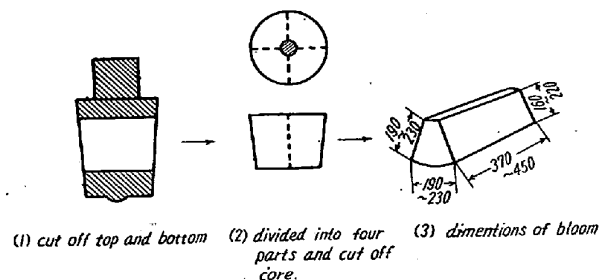 190
~
230
160
~
220
370
~450
190
~230
(1) cut off top and bottom
(2) divided into four
parts and cut off
core.
(3) dimentions of bloom